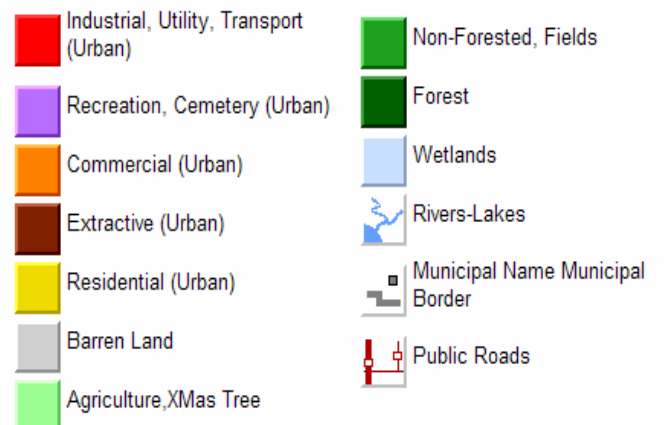 Industrial, Utility, Transport
(Urban)
Recreation, Cemetery (Urban)
Commercial (Urban)
Extractive (Urban)
Residential (Urban)
Barren Land
Agriculture,XMas Tree
Non-Forested, Fields
Forest
Wetlands
Rivers-Lakes
Municipal Name Municipal
Border
Public Roads